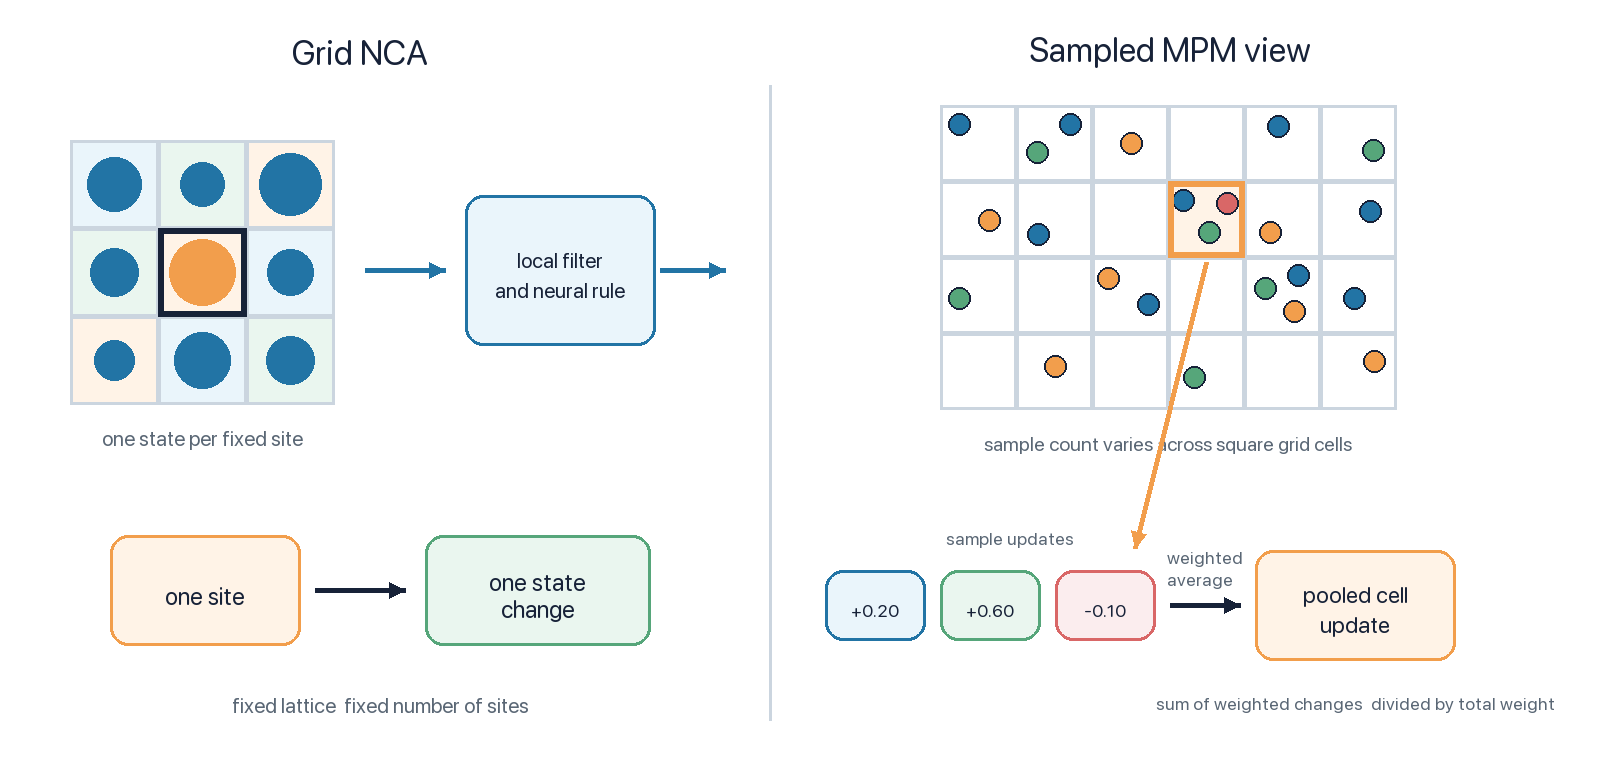 Grid NCA
local filter
and neural rule
one state per fixed site
one site
one state
change
fixed lattice  fixed number of sites
Sampled MPM view
sample count varies across square grid cells
sample updates
+0.20
+0.60
-0.10
weighted
average
pooled cell
update
sum of weighted changes  divided by total weight